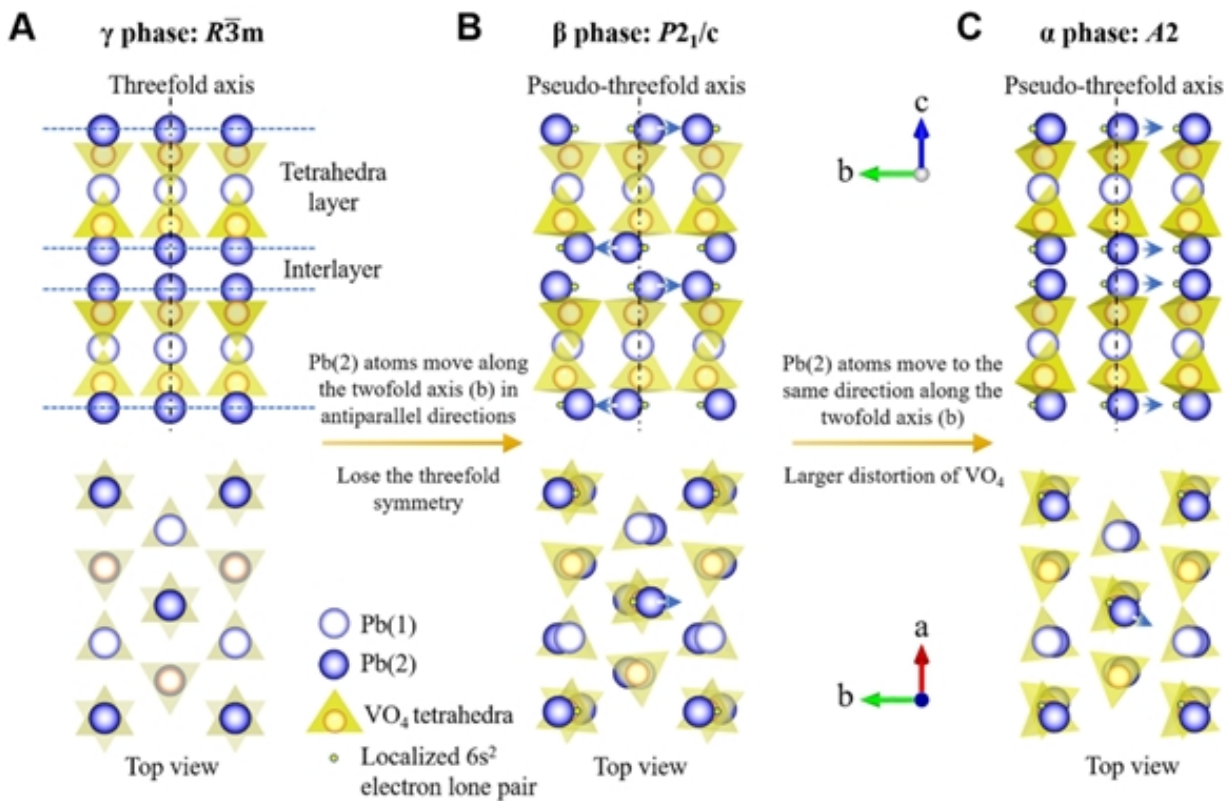 A
γ phase: R3̅m
B
β phase: P2₁/c
C
α phase: A2
Threefold axis
Pseudo-threefold axis
Pseudo-threefold axis
c
b
Tetrahedra
layer
Interlayer
Pb(2) atoms move along
the twofold axis (b) in
antiparallel directions
Lose the threefold
symmetry
Pb(2) atoms move to the
same direction along the
twofold axis (b)
Larger distortion of VO₄
Pb(1)
Pb(2)
VO₄ tetrahedra
Localized 6s²
electron lone pair
a
b
Top view
Top view
Top view